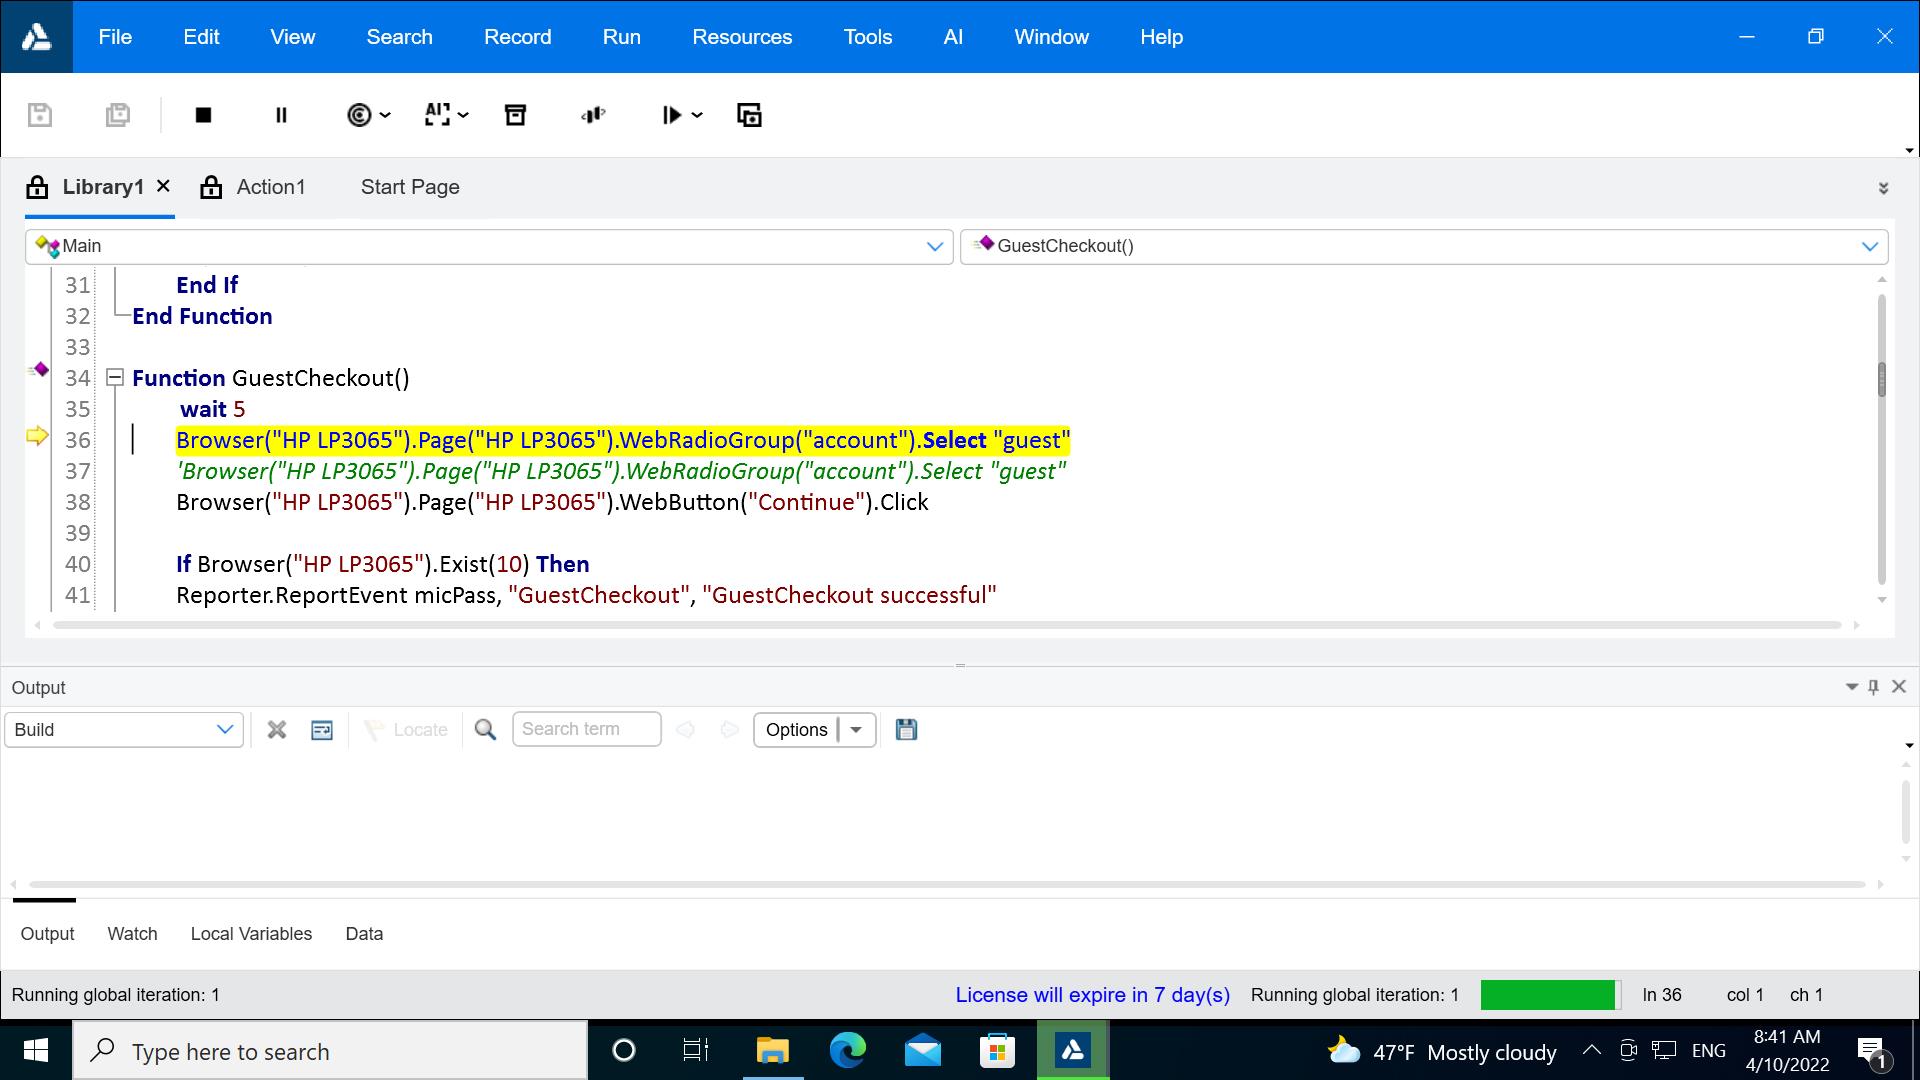 File Edit View Search Record Run Resources Tools AI Window Help
AI
Library1 Action1 Start Page
Main GuestCheckout()
31 End If
32 End Function
33
34 Function GuestCheckout()
35 wait 5
36 Browser("HP LP3065").Page("HP LP3065").WebRadioGroup("account").Select "guest"
37 'Browser("HP LP3065").Page("HP LP3065").WebRadioGroup("account").Select "guest"
38 Browser("HP LP3065").Page("HP LP3065").WebButton("Continue").Click
39
40 If Browser("HP LP3065").Exist(10) Then
41 Reporter.ReportEvent micPass, "GuestCheckout", "GuestCheckout successful"
Output
Build Locate Search term Options
Output Watch Local Variables Data
Running global iteration: 1 License will expire in 7 day(s) Running global iteration: 1 ln 36 col 1 ch 1
Type here to search 47°F Mostly cloudy ENG 8:41 AM
4/10/2022 1